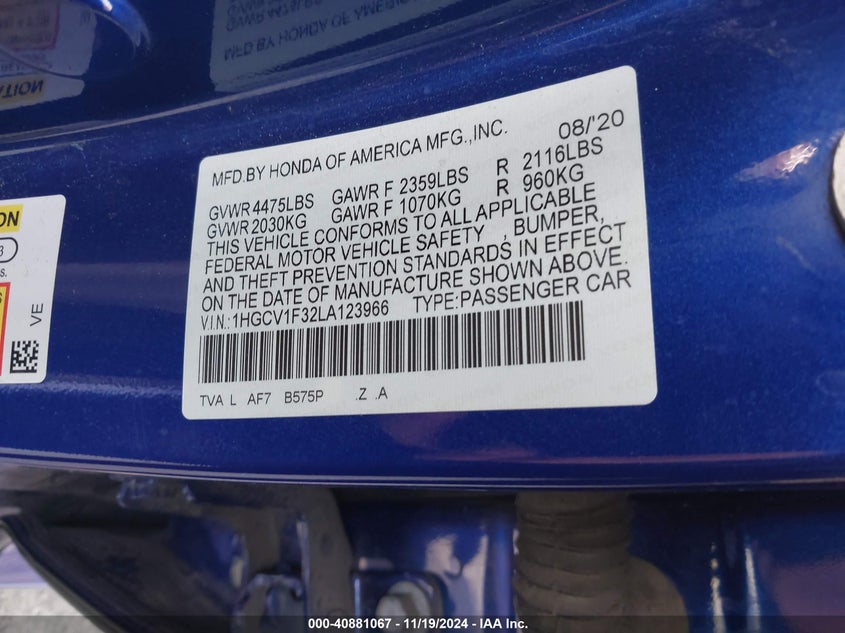 MFD.BY HONDA OF AMERICA MFG.,INC. 08/'20
GVWR 4475LBS GAWR F 2359LBS R 2116LBS
GVWR 2030KG GAWR F 1070KG R 960KG
THIS VEHICLE CONFORMS TO ALL APPLICABLE
FEDERAL MOTOR VEHICLE SAFETY , BUMPER,
AND THEFT PREVENTION STANDARDS IN EFFECT
ON THE DATE OF MANUFACTURE SHOWN ABOVE.
V.I.N.:1HGCV1F32LA123966 TYPE:PASSENGER CAR
TVA L AF7 B575P .Z .A
VE
000-40881067 - 11/19/2024 - IAA Inc.